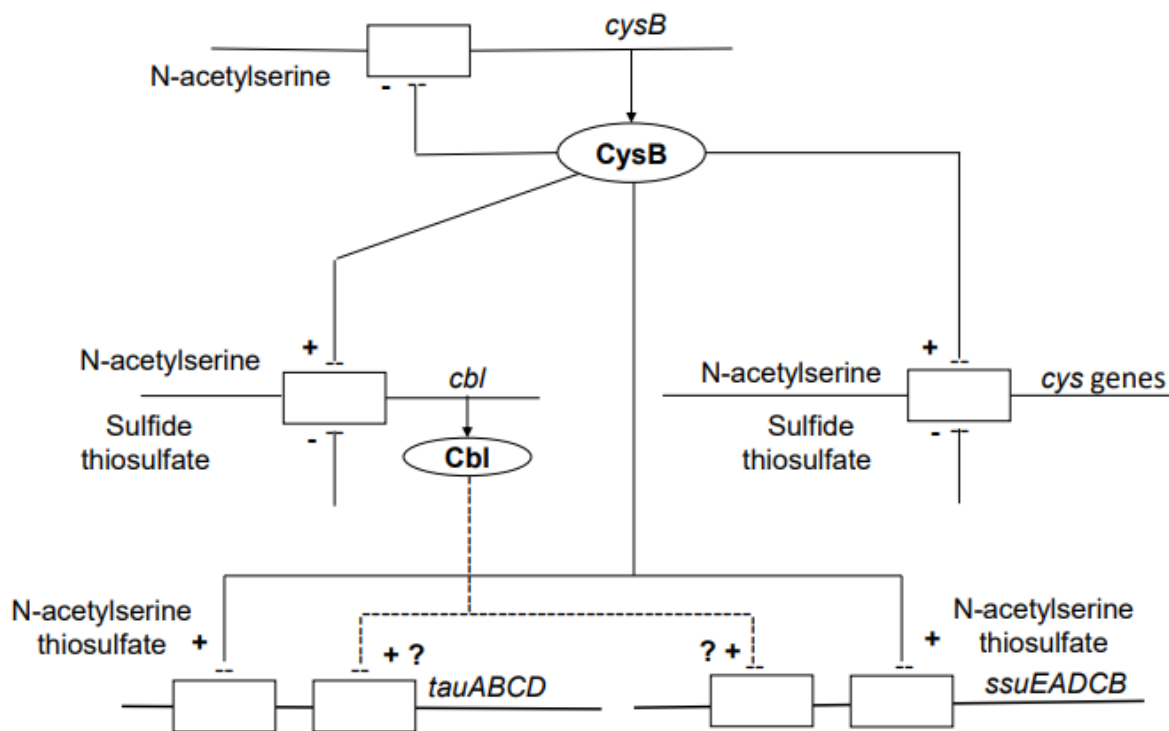 cysB
N-acetylserine
- --
CysB
+ --
N-acetylserine
cbl
Sulfide
thiosulfate
- --
Cbl
+ --
N-acetylserine
cys genes
Sulfide
thiosulfate
- --
N-acetylserine
thiosulfate
+ --
-- + ?
tauABCD
? + --
-- +
N-acetylserine
thiosulfate
ssuEADCB